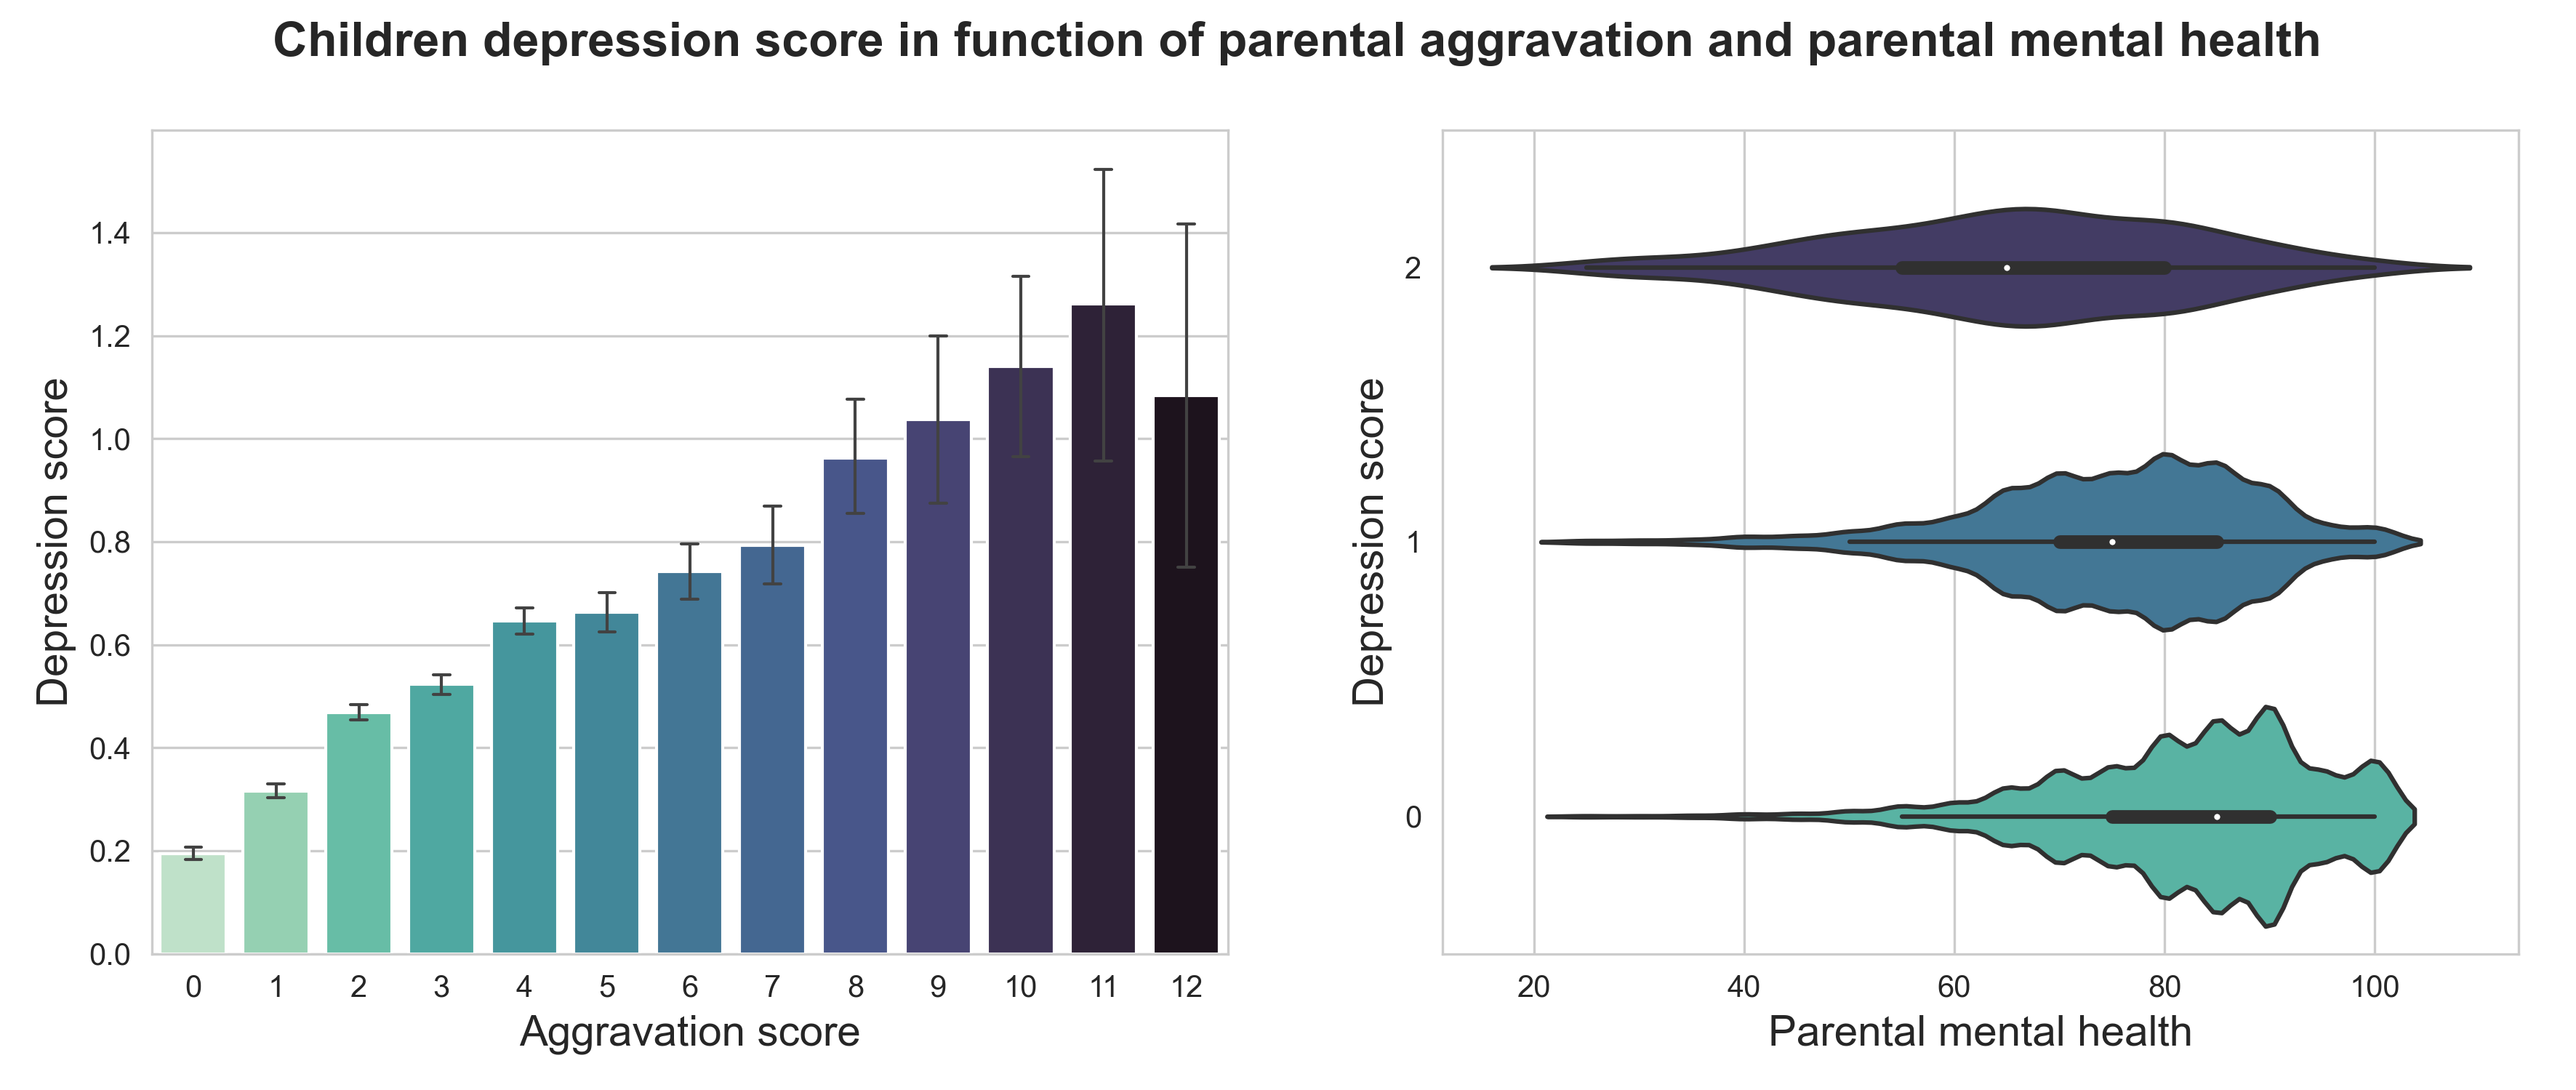 Children depression score in function of parental aggravation and parental mental health
Depression score
1.4
1.2
1.0
0.8
0.6
0.4
0.2
0.0
0 1 2 3 4 5 6 7 8 9 10 11 12
Aggravation score
Depression score
2
1
0
20 40 60 80 100
Parental mental health